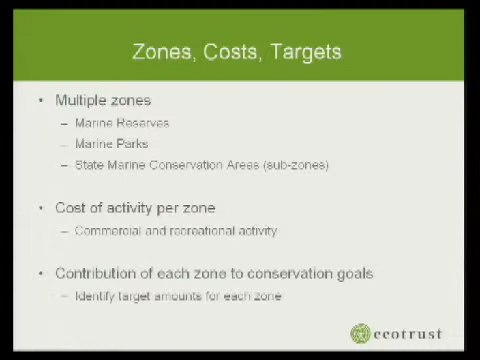 Zones, Costs, Targets
• Multiple zones
– Marine Reserves
– Marine Parks
– State Marine Conservation Areas (sub-zones)
• Cost of activity per zone
– Commercial and recreational activity
• Contribution of each zone to conservation goals
– Identify target amounts for each zone
ecotrust